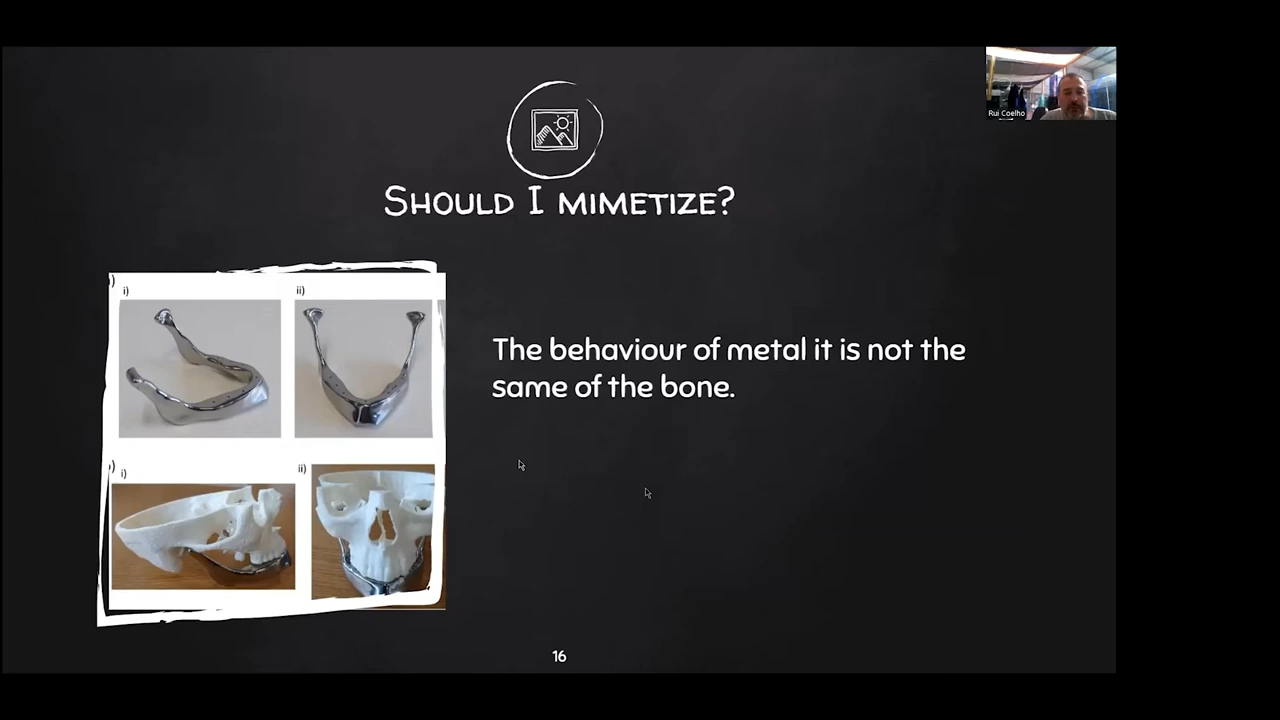 Rui Coelho
SHOULD I MIMETIZE?
i)
ii)
The behaviour of metal it is not the
same of the bone.
i)
ii)
16